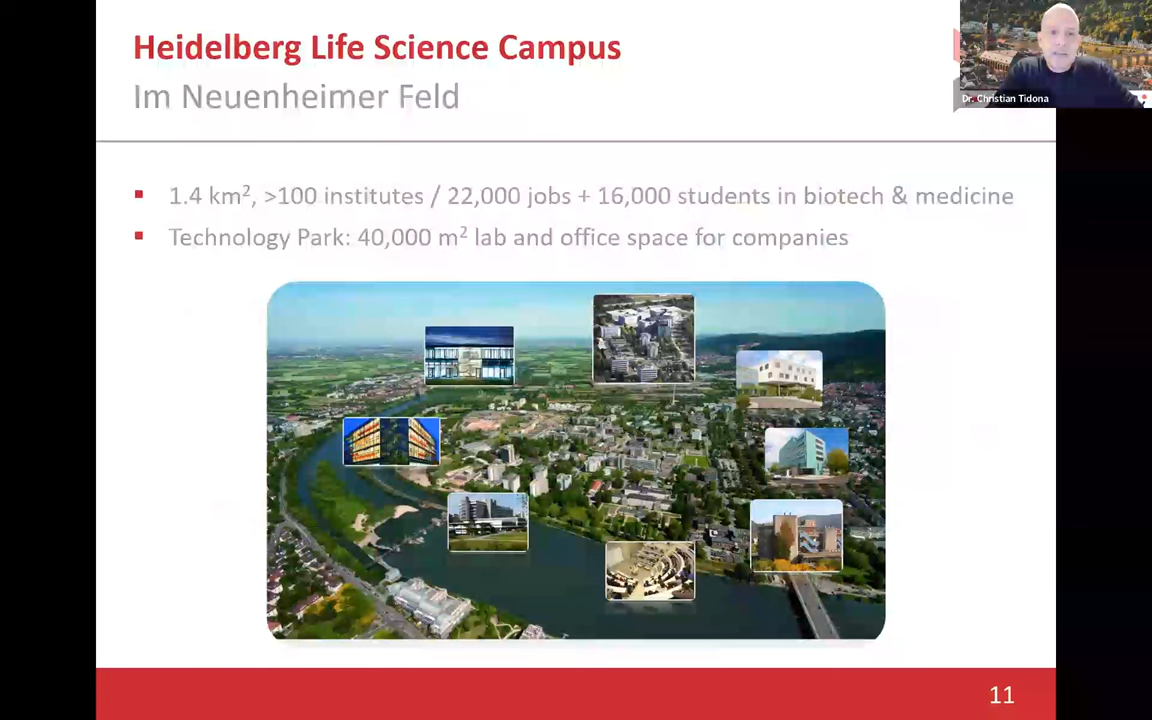 Heidelberg Life Science Campus
Im Neuenheimer Feld
Dr. Christian Tidona
▪ 1.4 km², >100 institutes / 22,000 jobs + 16,000 students in biotech & medicine
▪ Technology Park: 40,000 m² lab and office space for companies
11